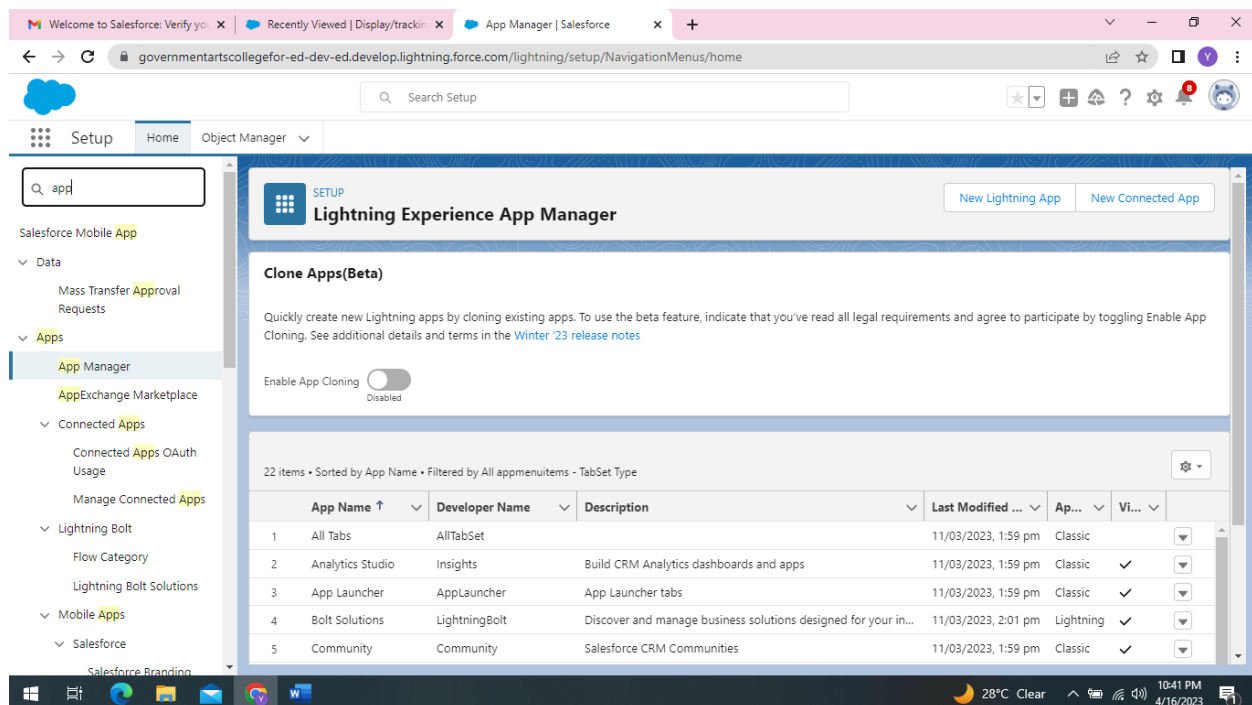 Welcome to Salesforce: Verify yo
Recently Viewed | Display/trackin
App Manager | Salesforce
governmentartscollegefor-ed-dev-ed.develop.lightning.force.com/lightning/setup/NavigationMenus/home
Y
Search Setup
8
Setup
Home
Object Manager
app
Salesforce Mobile App
Data
Mass Transfer Approval
Requests
Apps
App Manager
AppExchange Marketplace
Connected Apps
Connected Apps OAuth
Usage
Manage Connected Apps
Lightning Bolt
Flow Category
Lightning Bolt Solutions
Mobile Apps
Salesforce
Salesforce Branding
SETUP
Lightning Experience App Manager
New Lightning App
New Connected App
Clone Apps(Beta)
Quickly create new Lightning apps by cloning existing apps. To use the beta feature, indicate that you've read all legal requirements and agree to participate by toggling Enable App
Cloning. See additional details and terms in the Winter '23 release notes
Enable App Cloning
Disabled
22 items • Sorted by App Name • Filtered by All appmenuitems - TabSet Type
App Name ↑ Developer Name Description Last Modified ... Ap... Vi...
1 All Tabs AllTabSet 11/03/2023, 1:59 pm Classic
2 Analytics Studio Insights Build CRM Analytics dashboards and apps 11/03/2023, 1:59 pm Classic
3 App Launcher AppLauncher App Launcher tabs 11/03/2023, 1:59 pm Classic
4 Bolt Solutions LightningBolt Discover and manage business solutions designed for your in... 11/03/2023, 2:01 pm Lightning
5 Community Community Salesforce CRM Communities 11/03/2023, 1:59 pm Classic
28°C Clear
10:41 PM
4/16/2023